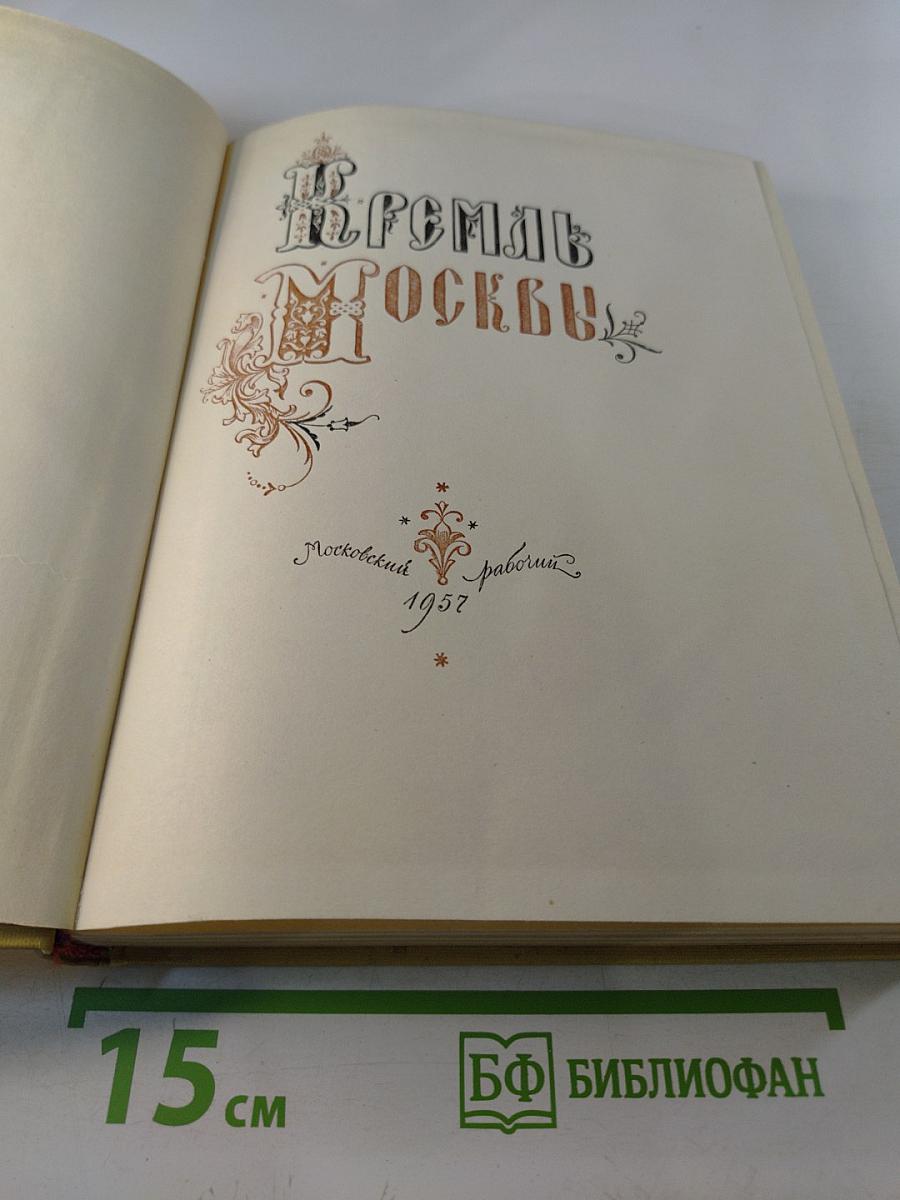 Кремль
Москвы
Московский рабочий
1957
15 см
БФ БИБЛИОФАН